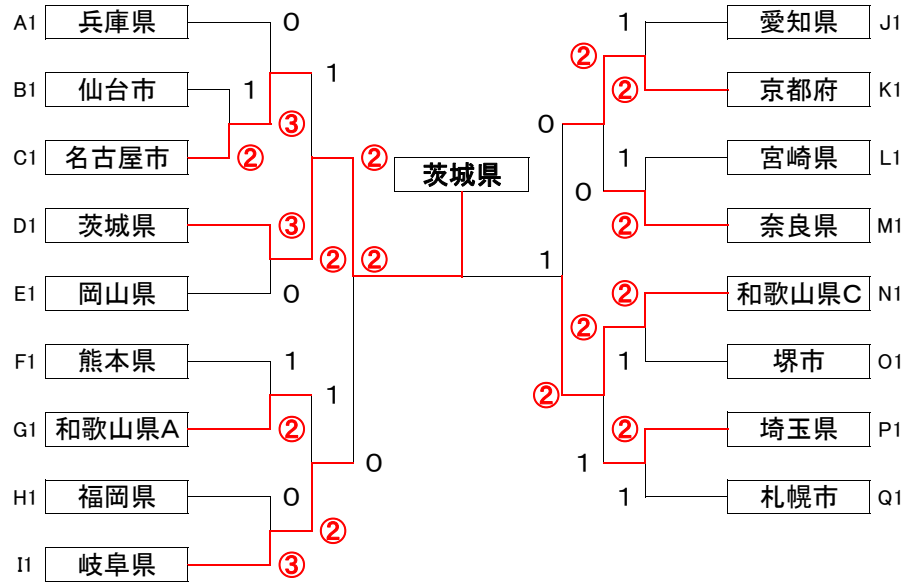 A1 兵庫県 0 1 愛知県 J1
② 
1 ② 
B1 仙台市 1 京都府 K1
③ 0
C1 名古屋市 ② ② 茨城県 1 宮崎県 L1
0
D1 茨城県 ③ ② 奈良県 M1
② ② 1
E1 岡山県 0 ② 和歌山県C N1
②
F1 熊本県 1 1 堺市 O1
1 ②
G1 和歌山県A ② ② 埼玉県 P1
0 1
H1 福岡県 0 1 札幌市 Q1
②
I1 岐阜県 ③